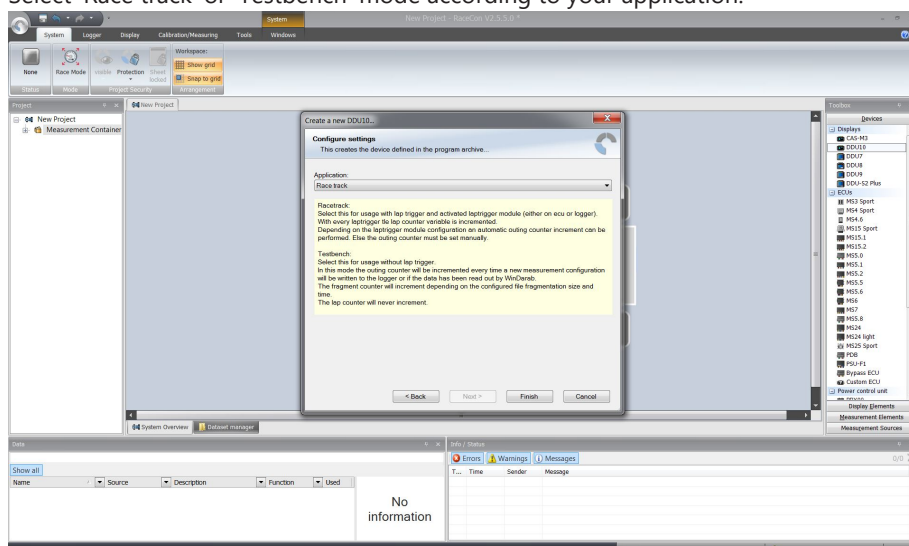 System
New Project - RaceCon V2.5.5.0 *
System Logger Display Calibration/Measuring Tools Windows
Workspace:
Show grid
Snap to grid
None Race Mode visible Protection Sheet locked
Status Mode Project Security Arrangement
Project
New Project
Measurement Container
New Project
Create a new DDU10...
Configure settings
This creates the device defined in the program archive...
Application:
Race track
Racetrack:
Select this for usage with lap trigger and activated laptrigger module (either on ecu or logger).
With every laptrigger tle lap counter variable is incremented.
Depending on the laptrigger module configuration an automatic outing counter increment can be
performed. Else the outing counter must be set manually.
Testbench:
Select this for usage without lap trigger.
In this mode the outing counter will be incremented every time a new measurement configuration
will be written to the logger or if the data has been read out by WinDarab.
The fragment counter will increment depending on the configured file fragmentation size and
time.
The lap counter will never increment.
< Back Next > Finish Cancel
Toolbox
Devices
Displays
CAS-M3
DDU10
DDU7
DDU8
DDU9
DDU-S2 Plus
ECUs
MS3 Sport
MS4 Sport
MS4.6
MS15 Sport
MS15.1
MS15.2
MS5.0
MS5.1
MS5.2
MS5.5
MS5.6
MS6
MS7
MS5.8
MS24
MS24 light
MS25 Sport
PDB
PSU-F1
Bypass ECU
Custom ECU
Power control unit
Display Elements
Measurement Elements
Measurement Sources
System Overview Dataset manager
Data
Show all
Name Source Description Function Used
No
information
Info / Status
Errors Warnings Messages 0/0
T... Time Sender Message